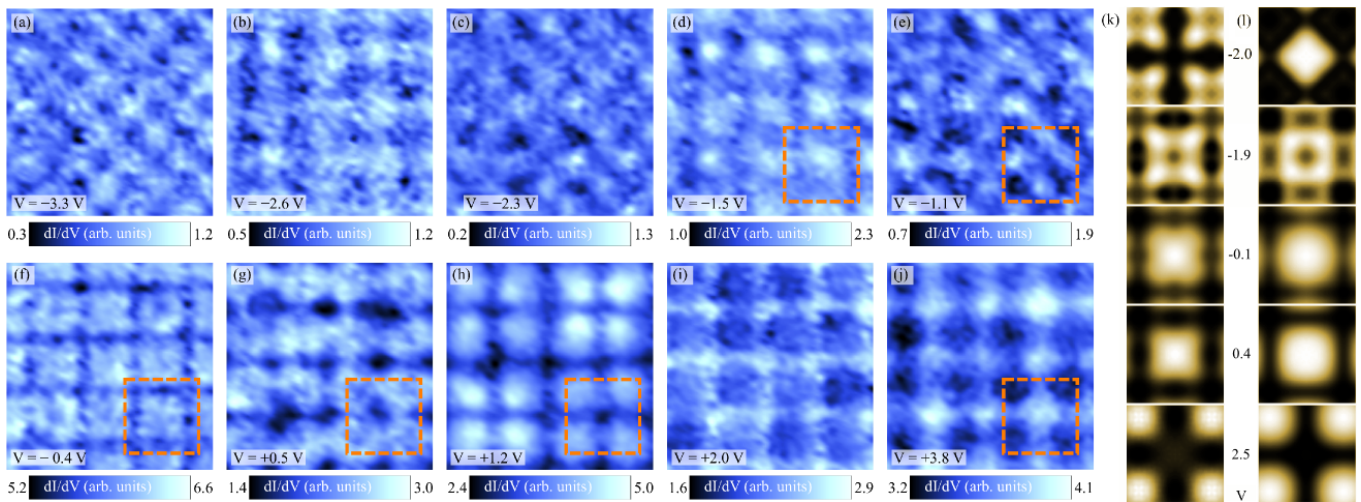 (a)
(b)
(c)
(d)
(e)
(k)
(l)
V = −3.3 V
V = −2.6 V
V = −2.3 V
V = −1.5 V
V = −1.1 V
0.3 dI/dV (arb. units) 1.2
0.5 dI/dV (arb. units) 1.2
0.2 dI/dV (arb. units) 1.3
1.0 dI/dV (arb. units) 2.3
0.7 dI/dV (arb. units) 1.9
(f)
(g)
(h)
(i)
(j)
V = − 0.4 V
V = +0.5 V
V = +1.2 V
V = +2.0 V
V = +3.8 V
5.2 dI/dV (arb. units) 6.6
1.4 dI/dV (arb. units) 3.0
2.4 dI/dV (arb. units) 5.0
1.6 dI/dV (arb. units) 2.9
3.2 dI/dV (arb. units) 4.1
-2.0
-1.9
-0.1
0.4
2.5
V